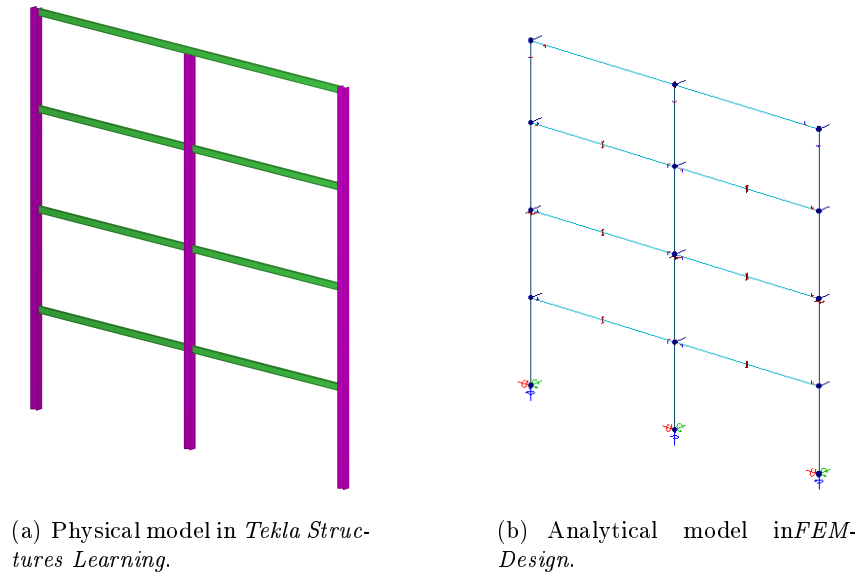 (a) Physical model in Tekla Struc-
tures Learning.
(b) Analytical model inFEM-
Design.